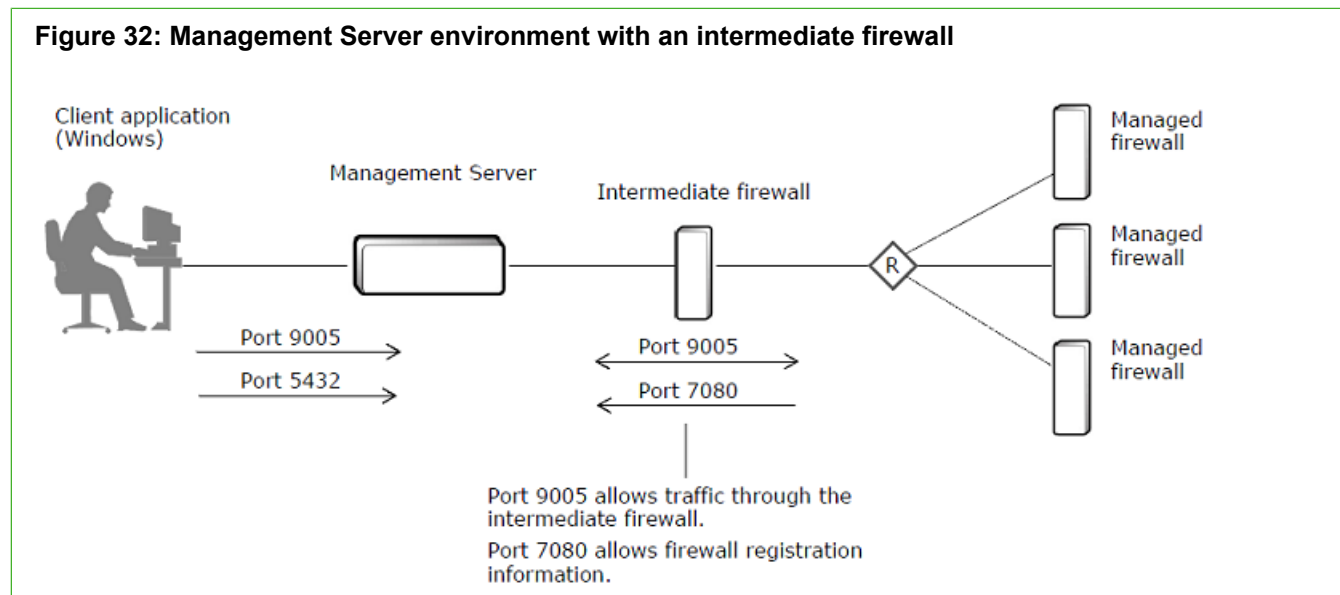 Figure 32: Management Server environment with an intermediate firewall
Client application
(Windows)
Management Server
Intermediate firewall
Managed
firewall
R
Managed
firewall
Managed
firewall
Port 9005
Port 5432
Port 9005
Port 7080
Port 9005 allows traffic through the
intermediate firewall.
Port 7080 allows firewall registration
information.